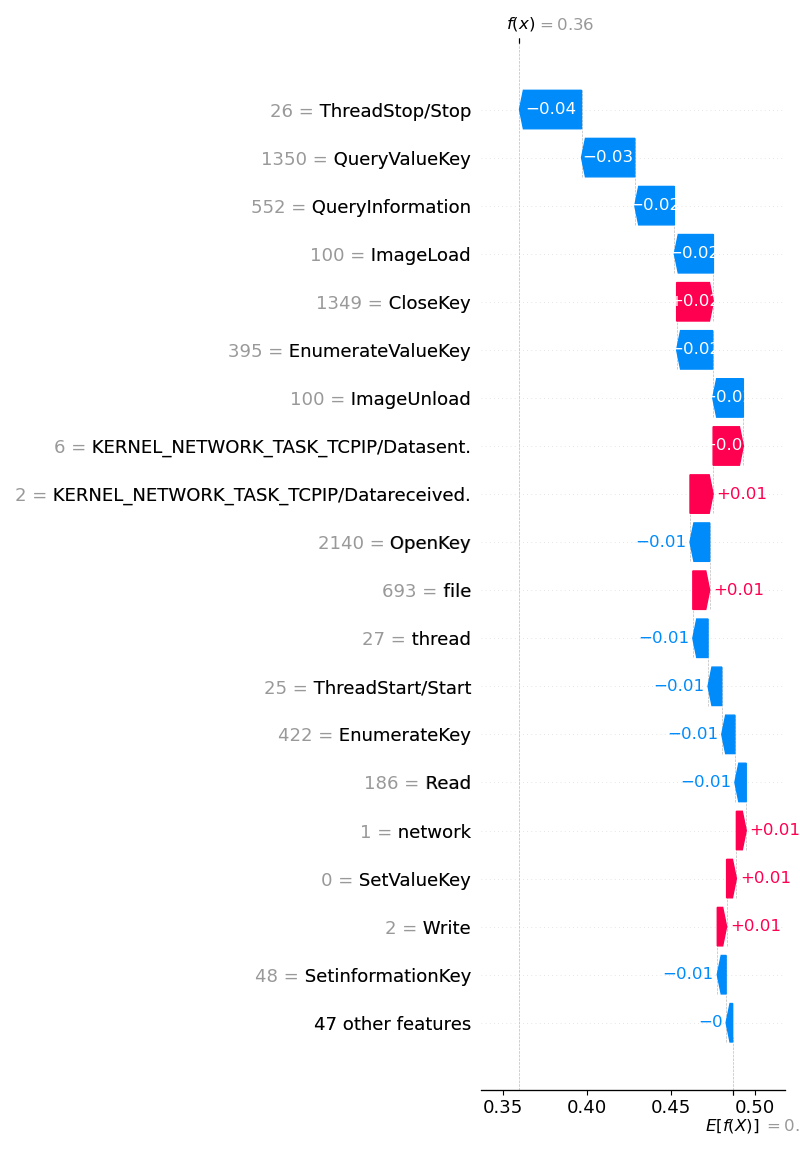 f(x) = 0.36
26 = ThreadStop/Stop −0.04
1350 = QueryValueKey −0.03
552 = QueryInformation −0.02
100 = ImageLoad −0.02
1349 = CloseKey +0.02
395 = EnumerateValueKey −0.02
100 = ImageUnload −0.0
6 = KERNEL_NETWORK_TASK_TCPIP/Datasent. +0.0
2 = KERNEL_NETWORK_TASK_TCPIP/Datareceived. +0.01
2140 = OpenKey −0.01
693 = file +0.01
27 = thread −0.01
25 = ThreadStart/Start −0.01
422 = EnumerateKey −0.01
186 = Read −0.01
1 = network +0.01
0 = SetValueKey +0.01
2 = Write +0.01
48 = SetinformationKey −0.01
47 other features −0
0.35 0.40 0.45 0.50
E[f(X)] = 0.